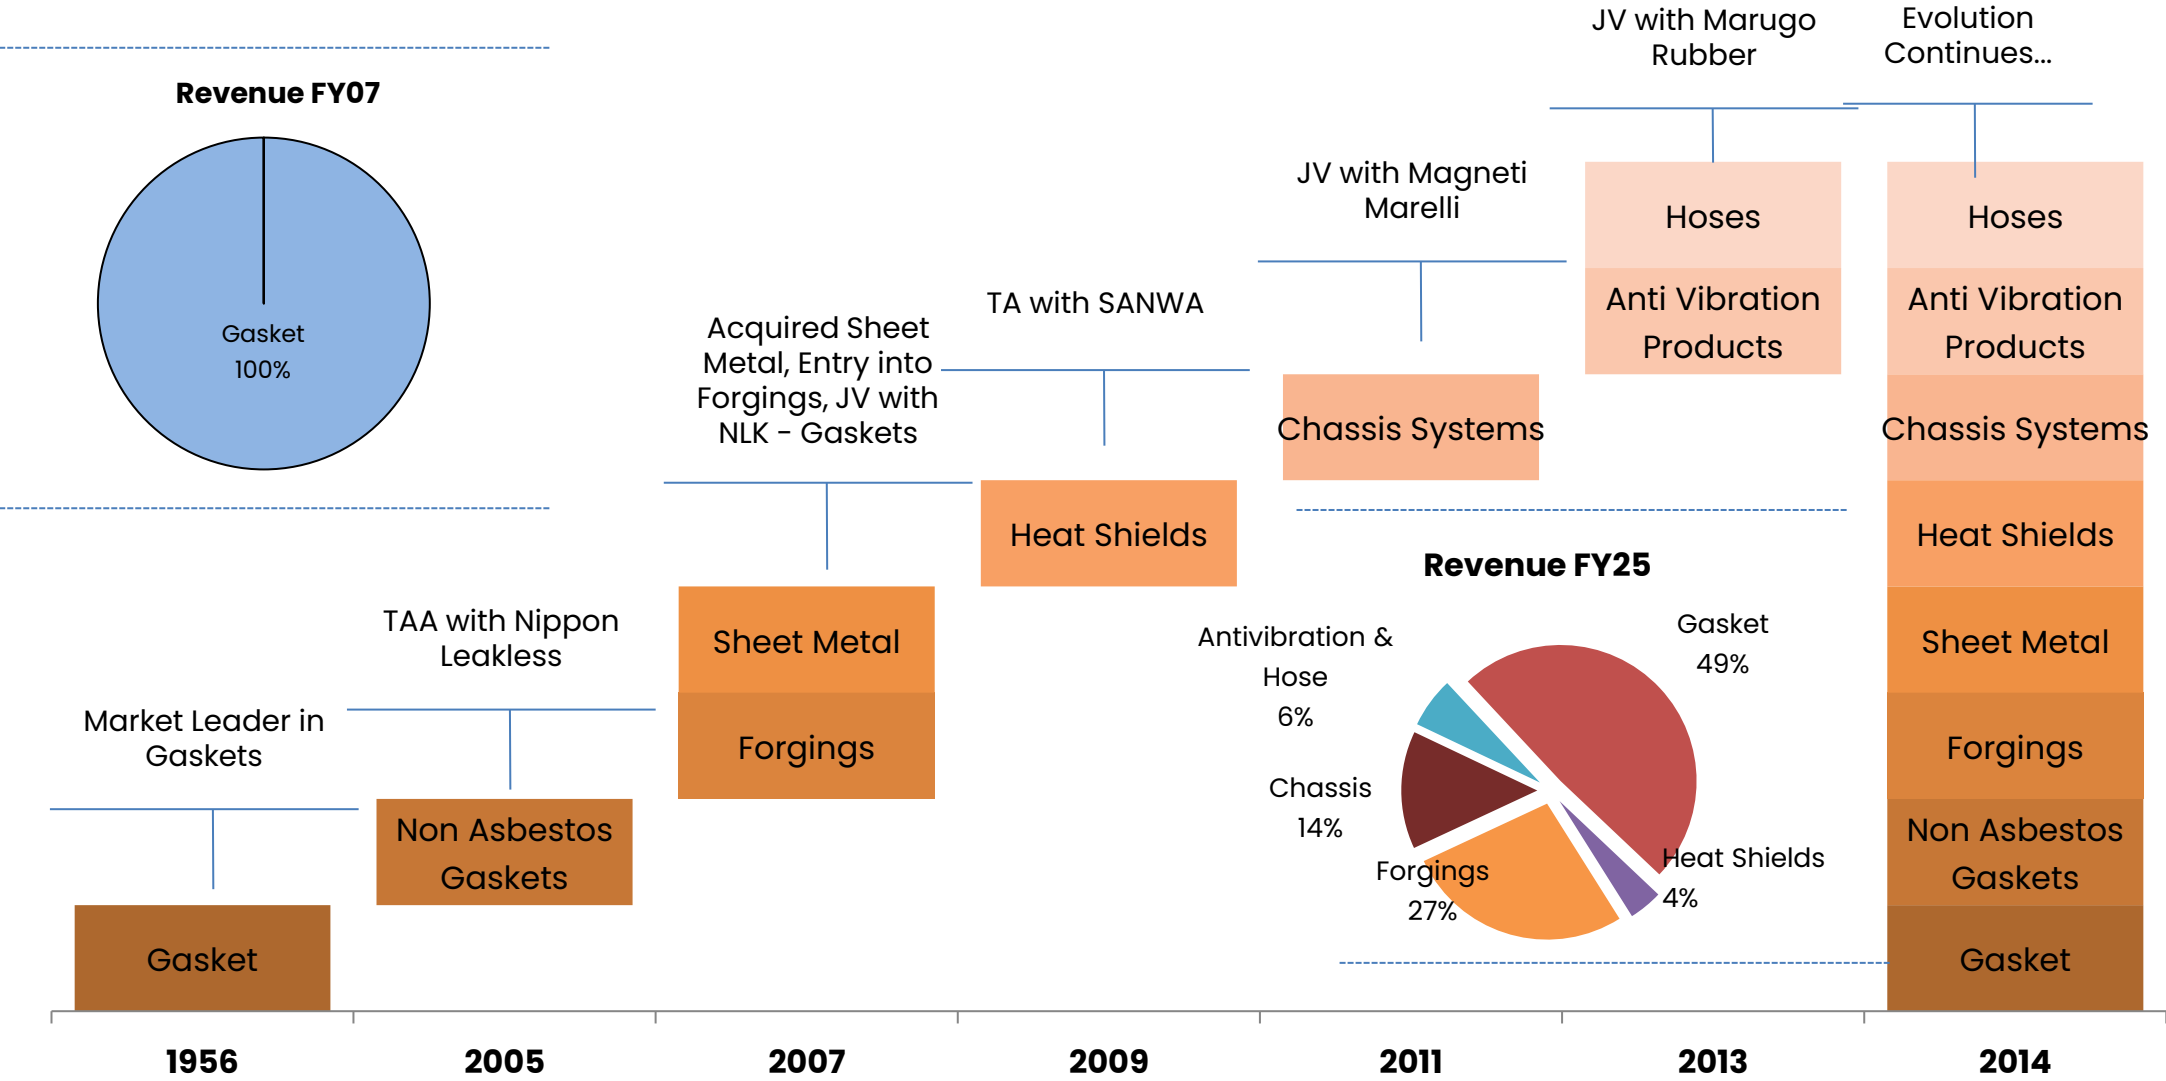 JV with Marugo
Rubber
Evolution
Continues...
Revenue FY07
Gasket
100%
JV with Magneti
Marelli
TA with SANWA
Acquired Sheet
Metal, Entry into
Forgings, JV with
NLK - Gaskets
TAA with Nippon
Leakless
Market Leader in
Gaskets
Gasket
Non Asbestos
Gaskets
Sheet Metal
Forgings
Heat Shields
Chassis Systems
Hoses
Anti Vibration
Products
Hoses
Anti Vibration
Products
Chassis Systems
Heat Shields
Sheet Metal
Forgings
Non Asbestos
Gaskets
Gasket
Revenue FY25
Gasket
49%
Antivibration &
Hose
6%
Chassis
14%
Forgings
27%
Heat Shields
4%
1956
2005
2007
2009
2011
2013
2014